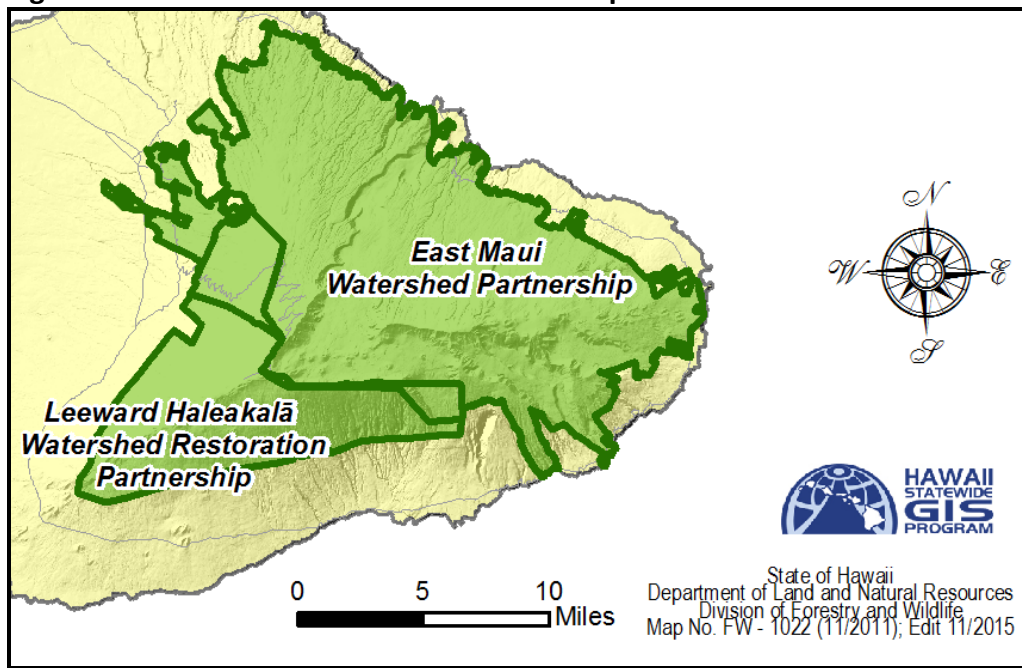 N
W E
S
East Maui
Watershed Partnership
Leeward Haleakalā
Watershed Restoration
Partnership
HAWAII
STATEWIDE
GIS
PROGRAM
0 5 10
Miles
State of Hawaii
Department of Land and Natural Resources
Division of Forestry and Wildlife
Map No. FW - 1022 (11/2011); Edit 11/2015